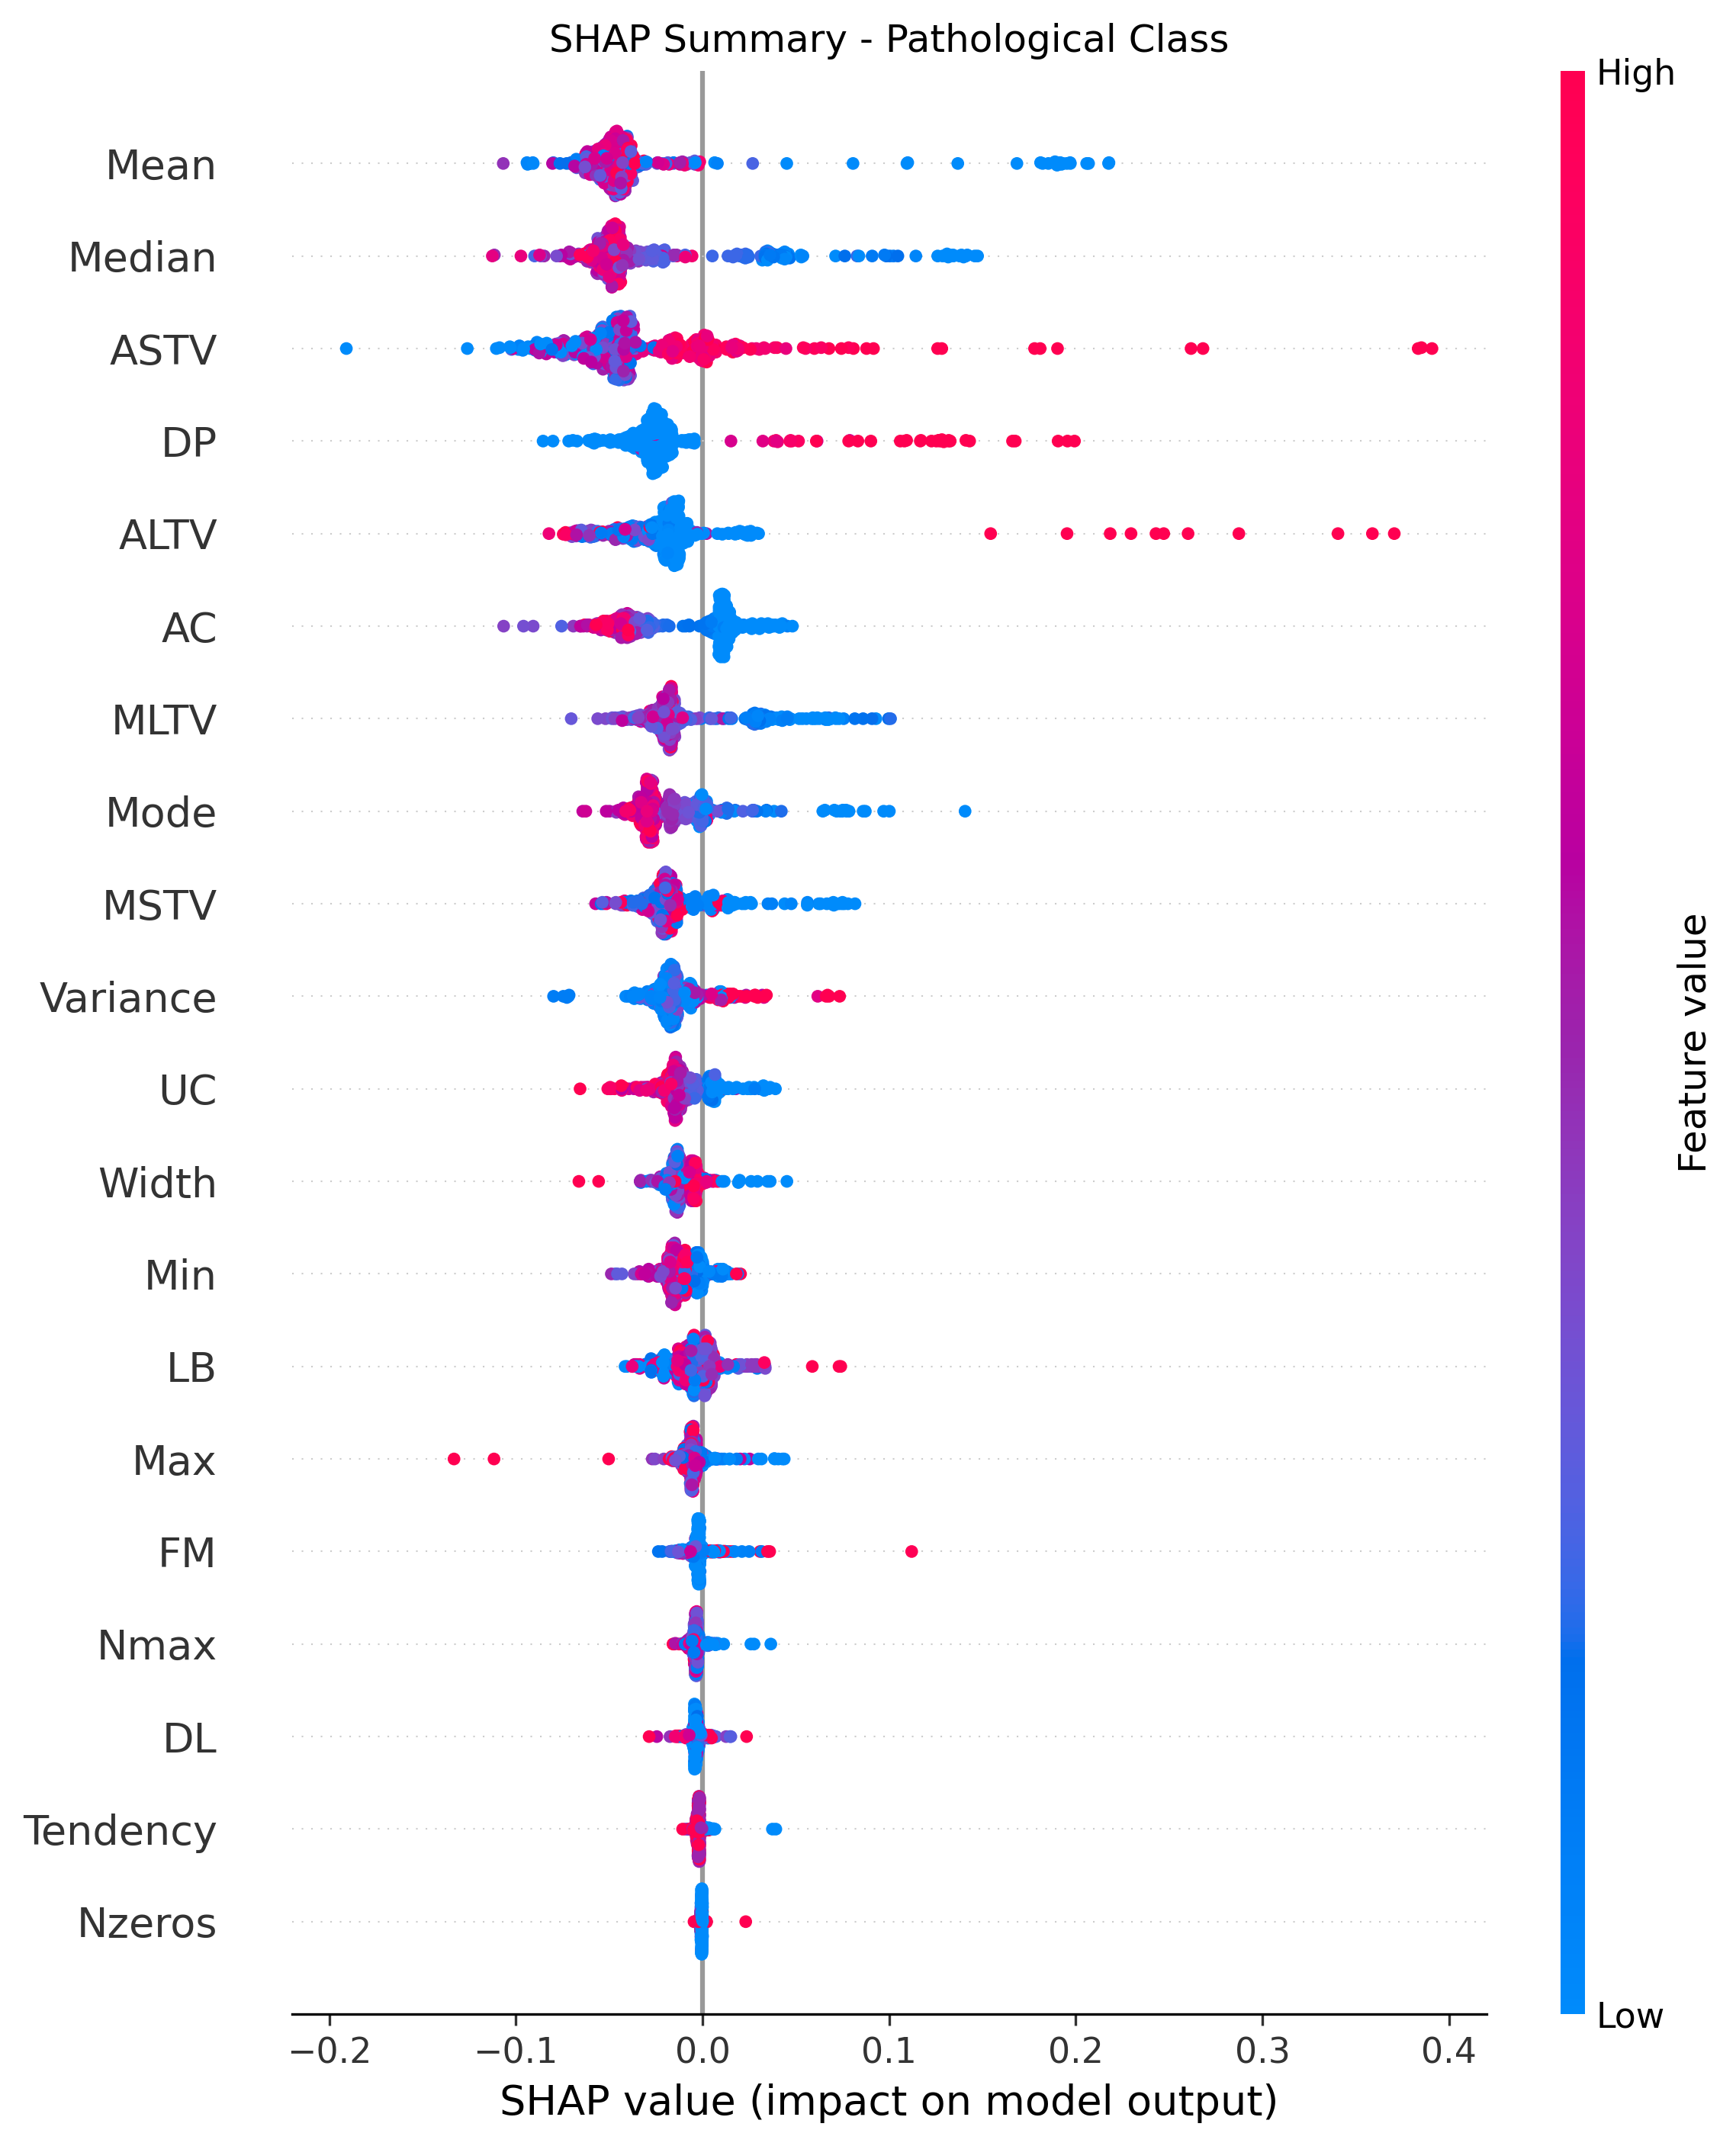 SHAP Summary - Pathological Class
High
Mean
Median
ASTV
DP
ALTV
AC
MLTV
Mode
MSTV
Variance
Feature value
UC
Width
Min
LB
Max
FM
Nmax
DL
Tendency
Nzeros
Low
−0.2 −0.1 0.0 0.1 0.2 0.3 0.4
SHAP value (impact on model output)